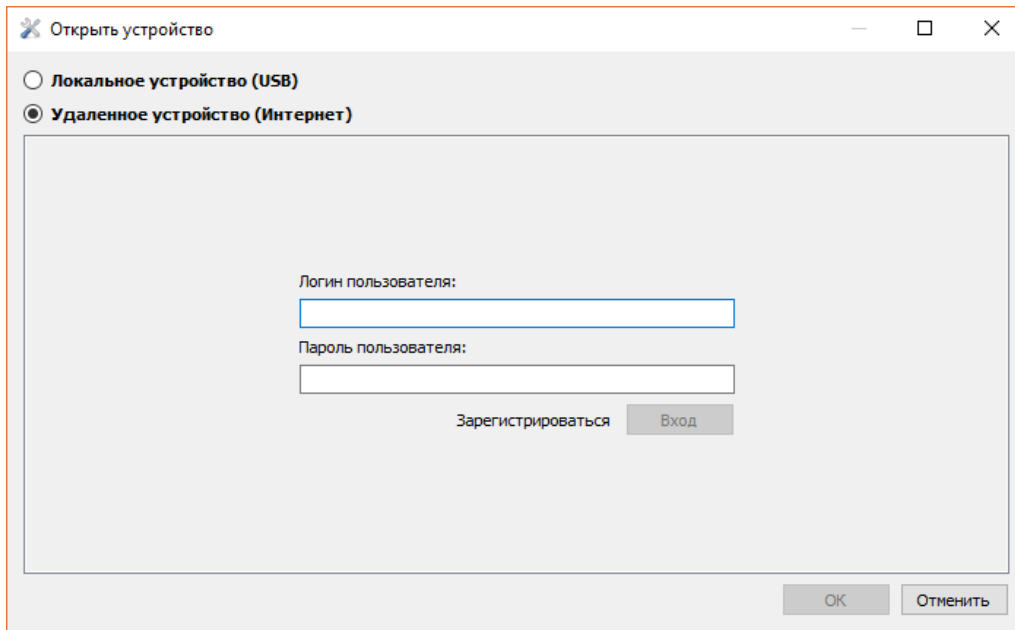 Открыть устройство
Локальное устройство (USB)
Удаленное устройство (Интернет)
Логин пользователя:
Пароль пользователя:
Зарегистрироваться Вход
OK Отменить